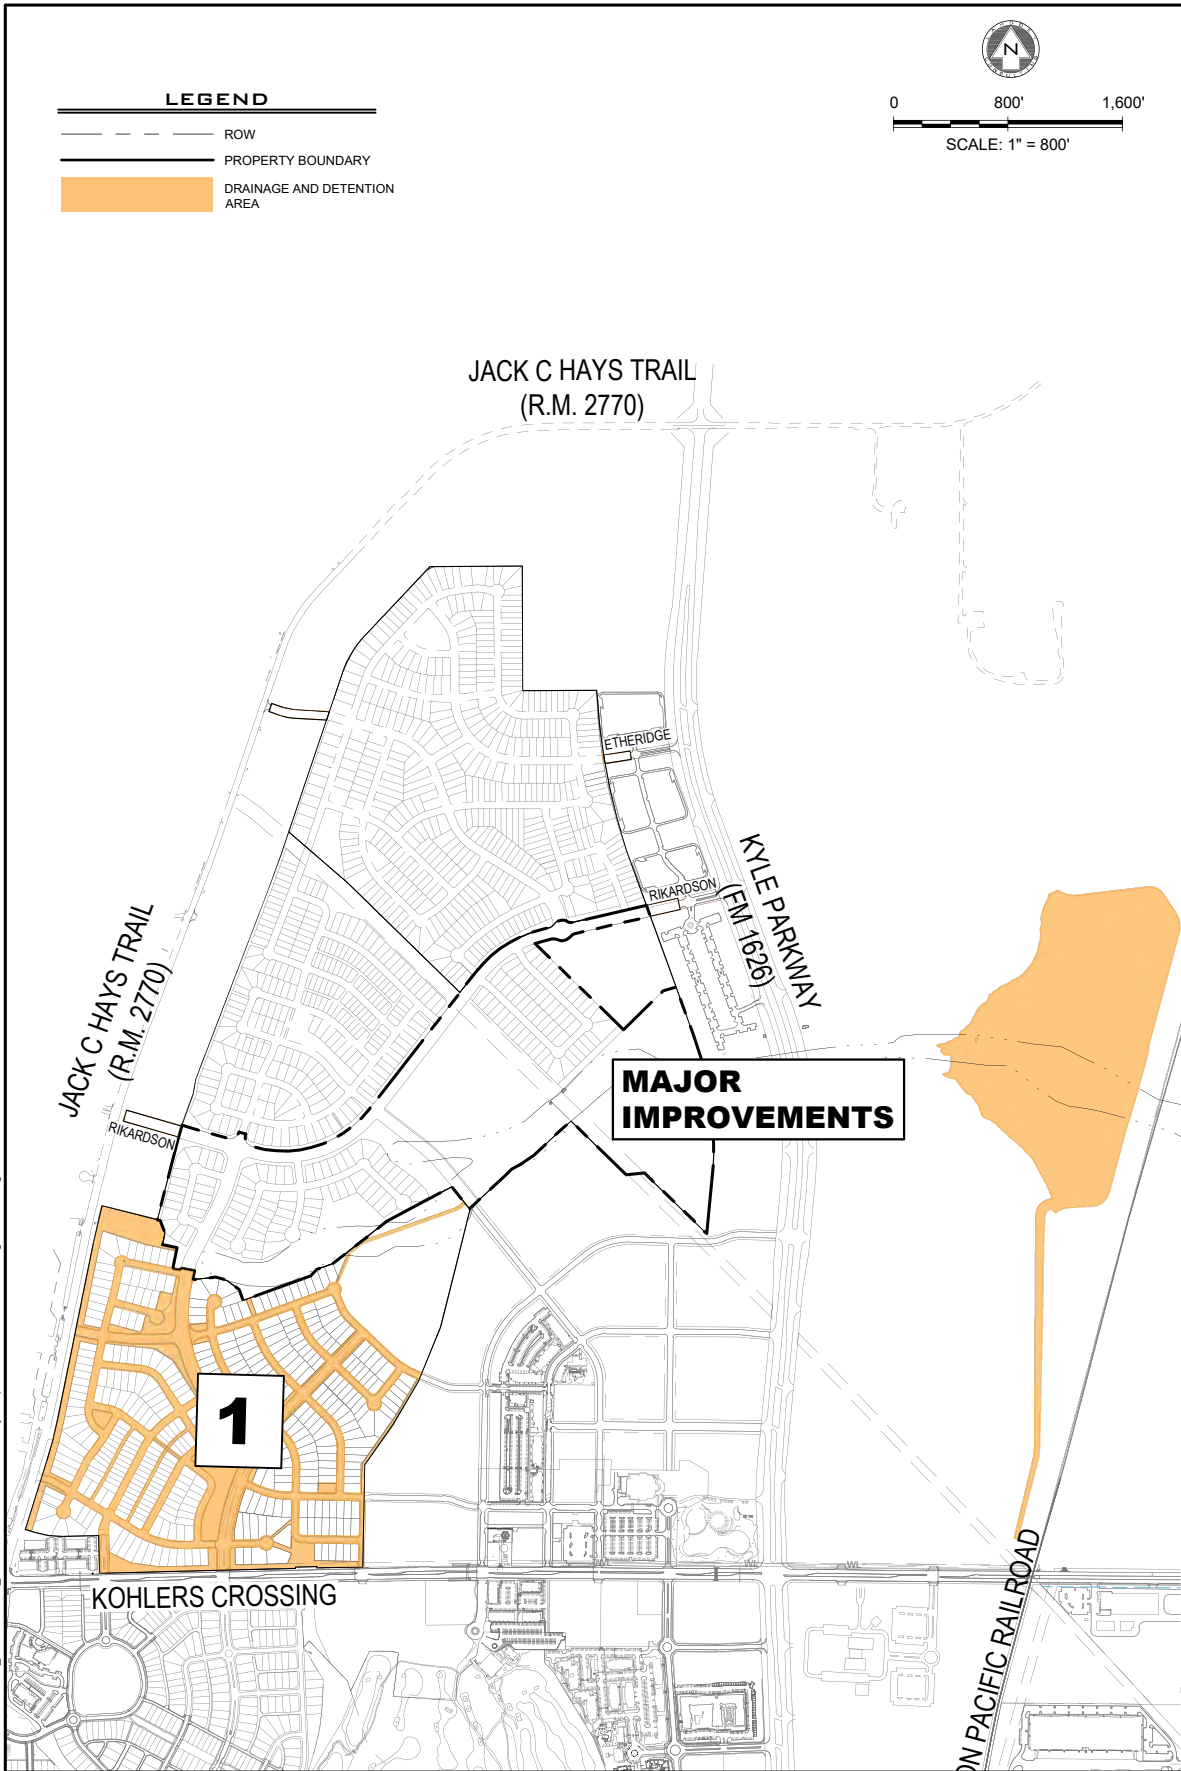 N
0 800' 1,600'
SCALE: 1" = 800'
LEGEND
ROW
PROPERTY BOUNDARY
DRAINAGE AND DETENTION
AREA
JACK C HAYS TRAIL
(R.M. 2770)
ETHERIDGE
KYLE PARKWAY
(FM 1626)
RIKARDSON
JACK C HAYS TRAIL
(R.M. 2770)
RIKARDSON
MAJOR
IMPROVEMENTS
1
KOHLERS CROSSING
WL
WL
ON PACIFIC RAILROAD